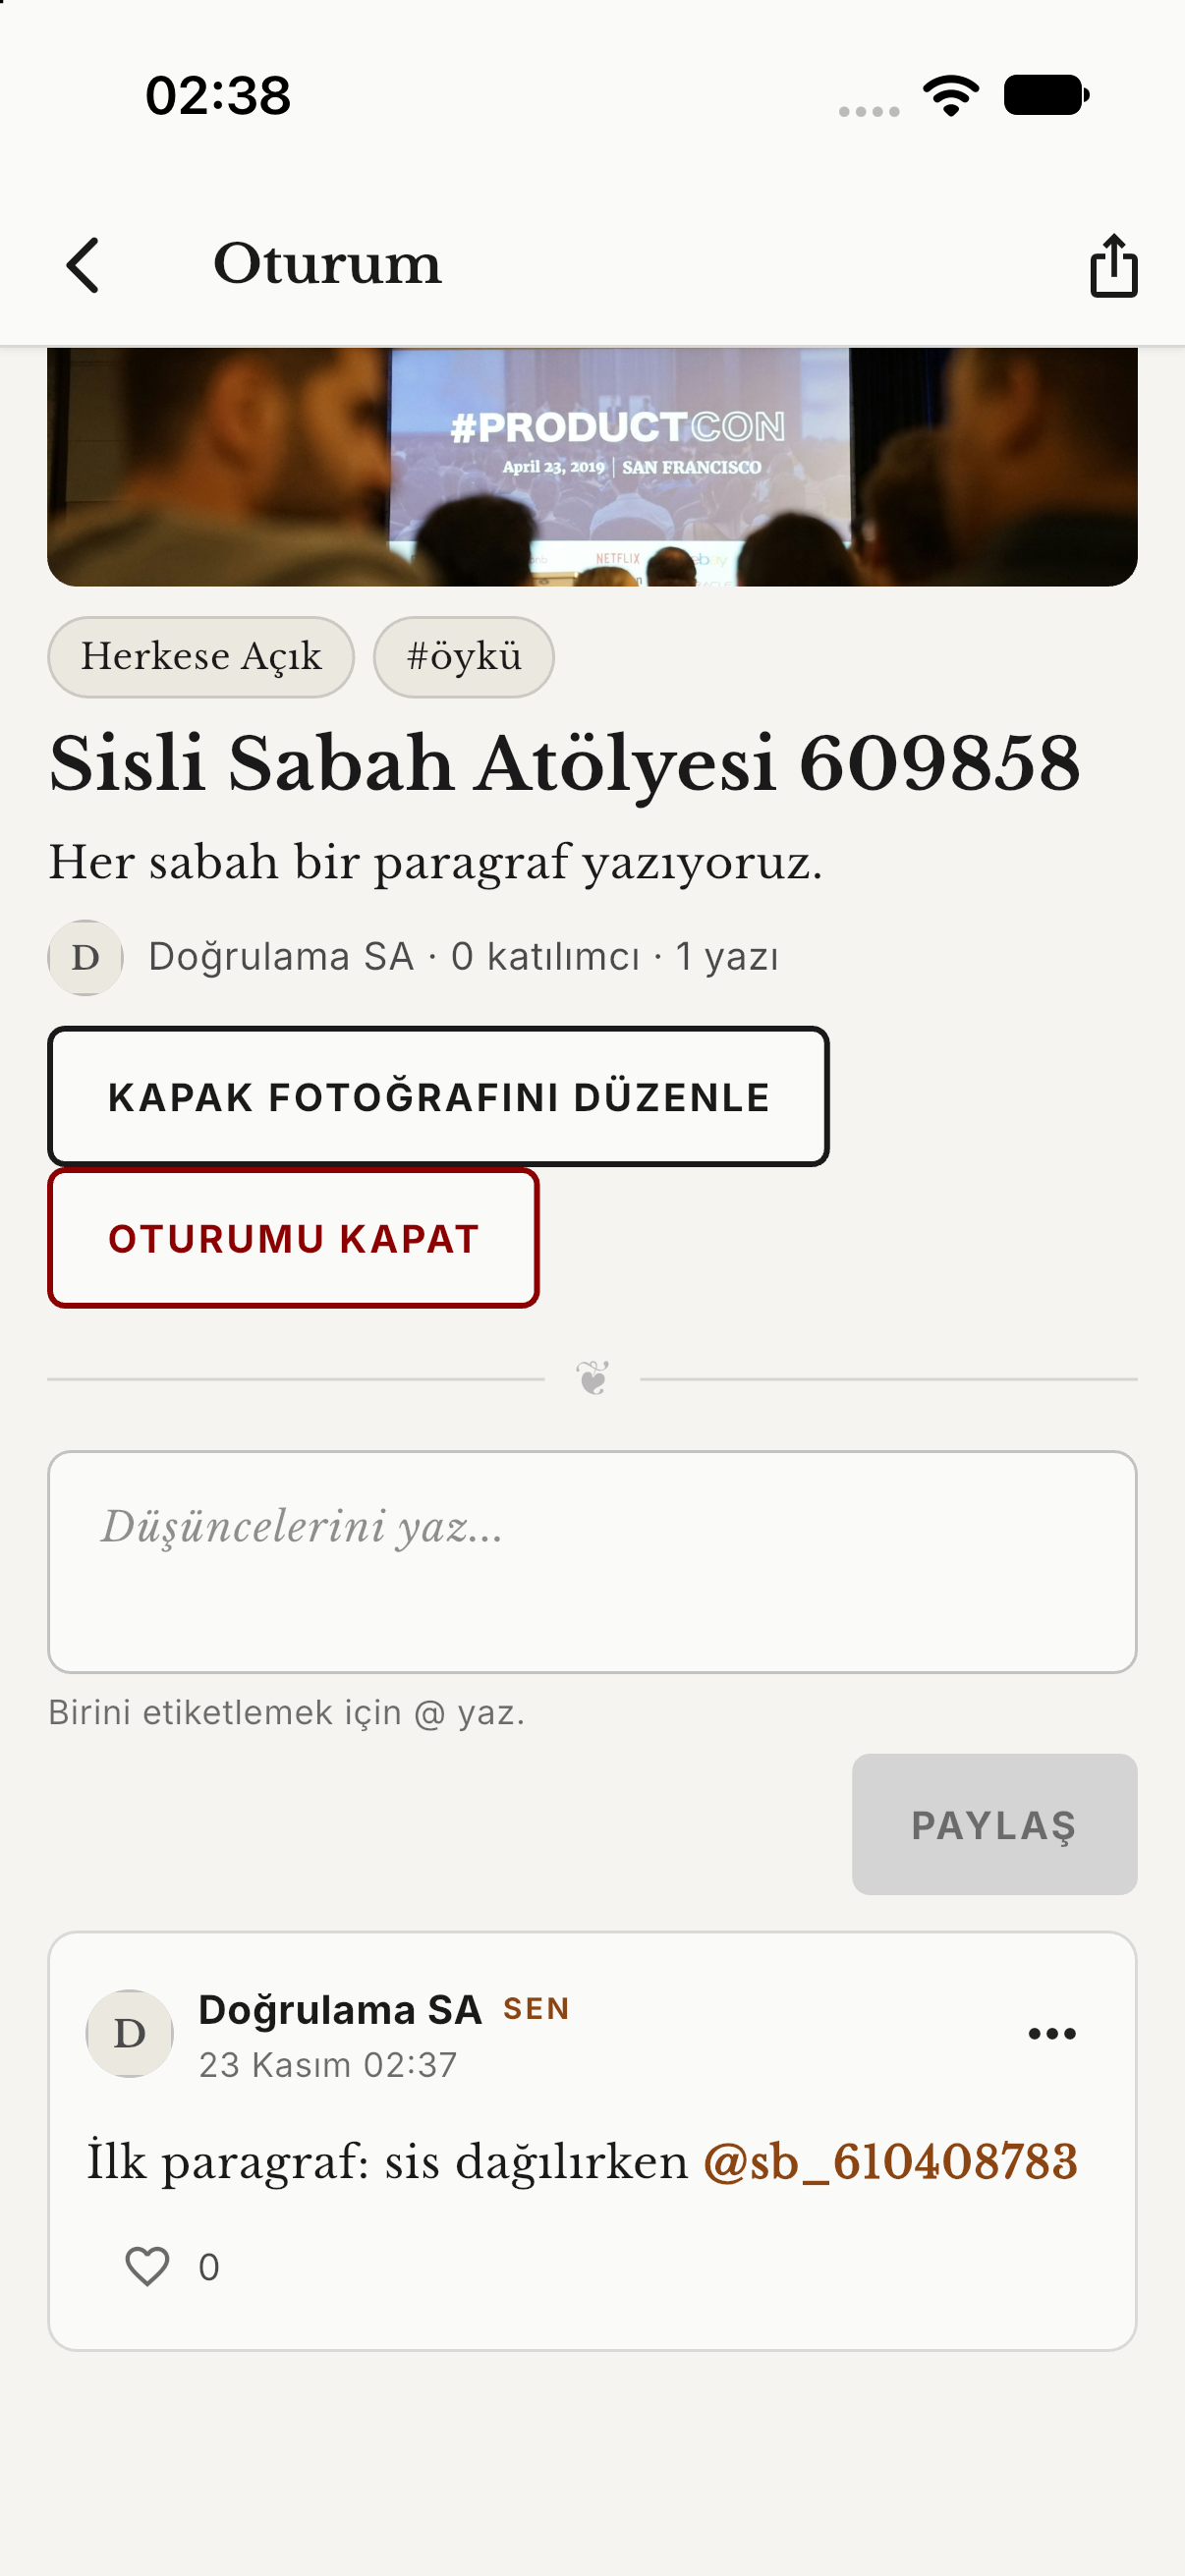 02:38
Oturum
#PRODUCTCON
April 23, 2019 | SAN FRANCISCO
NETFLIX
Herkese Açık
#öykü
Sisli Sabah Atölyesi 609858
Her sabah bir paragraf yazıyoruz.
D
Doğrulama SA · 0 katılımcı · 1 yazı
KAPAK FOTOĞRAFINI DÜZENLE
OTURUMU KAPAT
Düşüncelerini yaz...
Birini etiketlemek için @ yaz.
PAYLAŞ
D
Doğrulama SA SEN
23 Kasım 02:37
İlk paragraf: sis dağılırken @sb_610408783
0